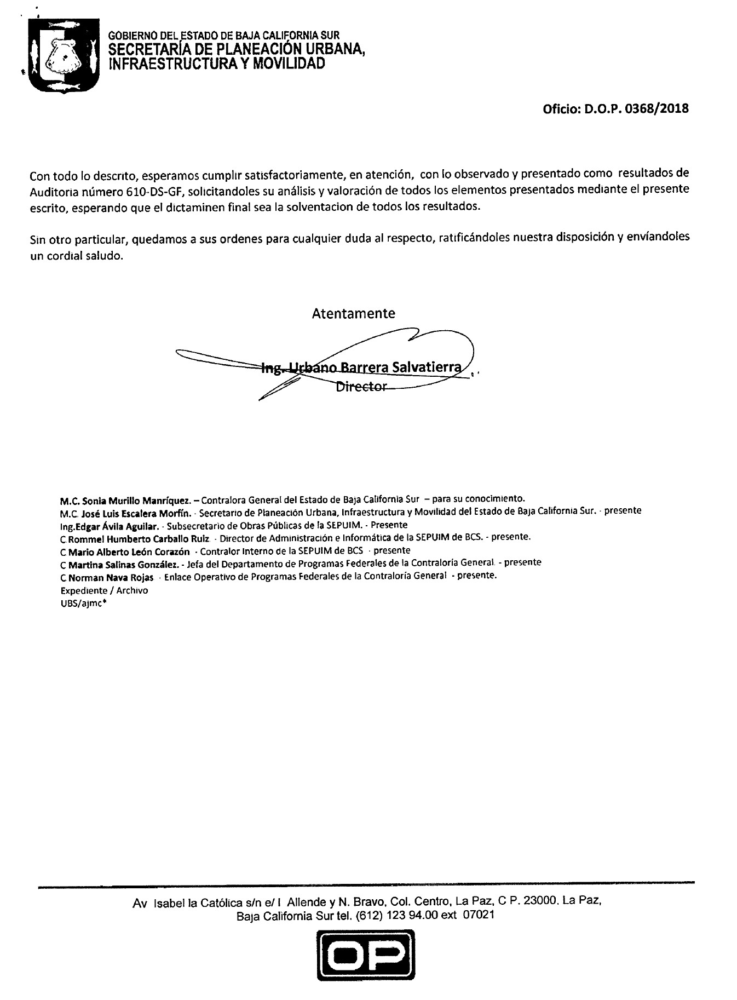 GOBIERNO DEL ESTADO DE BAJA CALIFORNIA SUR
SECRETARÍA DE PLANEACIÓN URBANA,
INFRAESTRUCTURA Y MOVILIDAD
Oficio: D.O.P. 0368/2018
Con todo lo descrito, esperamos cumplir satisfactoriamente, en atención, con lo observado y presentado como resultados de
Auditoria número 610-DS-GF, solicitandoles su análisis y valoración de todos los elementos presentados mediante el presente
escrito, esperando que el dictaminen final sea la solventacion de todos los resultados.
Sin otro particular, quedamos a sus ordenes para cualquier duda al respecto, ratificándoles nuestra disposición y envíandoles
un cordial saludo.
Atentamente
Ing. Urbano Barrera Salvatierra
Director
M.C. Sonia Murillo Manríquez. – Contralora General del Estado de Baja California Sur – para su conocimiento.
M.C. José Luis Escalera Morfín. - Secretario de Planeación Urbana, Infraestructura y Movilidad del Estado de Baja California Sur. - presente
Ing.Edgar Ávila Aguilar. - Subsecretario de Obras Públicas de la SEPUIM. - Presente
C.Rommel Humberto Carballo Ruiz - Director de Administración e Informática de la SEPUIM de BCS. - presente.
C Mario Alberto León Corazón - Contralor Interno de la SEPUIM de BCS - presente
C Martina Salinas González. - Jefa del Departamento de Programas Federales de la Contraloría General. - presente
C.Norman Nava Rojas - Enlace Operativo de Programas Federales de la Contraloría General - presente.
Expediente / Archivo
UBS/ajmc*
Av Isabel la Católica s/n e/ I Allende y N. Bravo, Col. Centro, La Paz, C P. 23000. La Paz,
Baja California Sur tel. (612) 123 94.00 ext 07021
OP